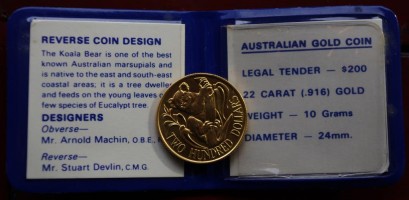 REVERSE COIN DESIGN
The Koala Bear is one of the best
known Australian marsupials and
is native to the east and south-east
coastal areas; it is a tree dwelle
and feeds on the young leaves
few species of Eucalypt tree.
DESIGNERS
Obverse—
Mr. Arnold Machin, O.B.E.,
Reverse—
Mr. Stuart Devlin, C.M.G.
TWO HUNDRED DOLLARS
AUSTRALIAN GOLD COIN
LEGAL TENDER — $200
22 CARAT (.916) GOLD
WEIGHT — 10 Grams
DIAMETER — 24mm.